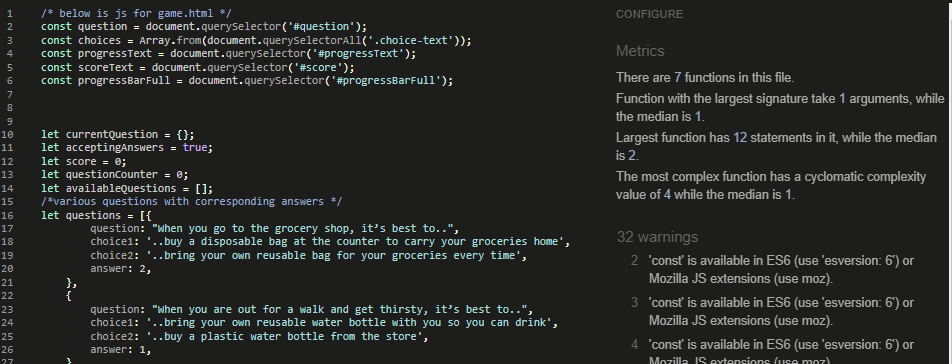 1 /* below is js for game.html */
2 const question = document.querySelector('#question');
3 const choices = Array.from(document.querySelectorAll('.choice-text'));
4 const progressText = document.querySelector('#progressText');
5 const scoreText = document.querySelector('#score');
6 const progressBarFull = document.querySelector('#progressBarFull');
7
8
9
10 let currentQuestion = {};
11 let acceptingAnswers = true;
12 let score = 0;
13 let questionCounter = 0;
14 let availableQuestions = [];
15 /*various questions with corresponding answers */
16 let questions = [{
17 question: "When you go to the grocery shop, it’s best to..",
18 choice1: '..buy a disposable bag at the counter to carry your groceries home',
19 choice2: '..bring your own reusable bag for your groceries every time',
20 answer: 2,
21 },
22 {
23 question: "When you are out for a walk and get thirsty, it’s best to..",
24 choice1: '..bring your own reusable water bottle with you so you can drink',
25 choice2: '..buy a plastic water bottle from the store',
26 answer: 1,
27 },
CONFIGURE
Metrics
There are 7 functions in this file.
Function with the largest signature take 1 arguments, while
the median is 1.
Largest function has 12 statements in it, while the median
is 2.
The most complex function has a cyclomatic complexity
value of 4 while the median is 1.
32 warnings
2 'const' is available in ES6 (use 'esversion: 6') or
Mozilla JS extensions (use moz).
3 'const' is available in ES6 (use 'esversion: 6') or
Mozilla JS extensions (use moz).
4 'const' is available in ES6 (use 'esversion: 6') or
Mozilla JS extensions (use moz).